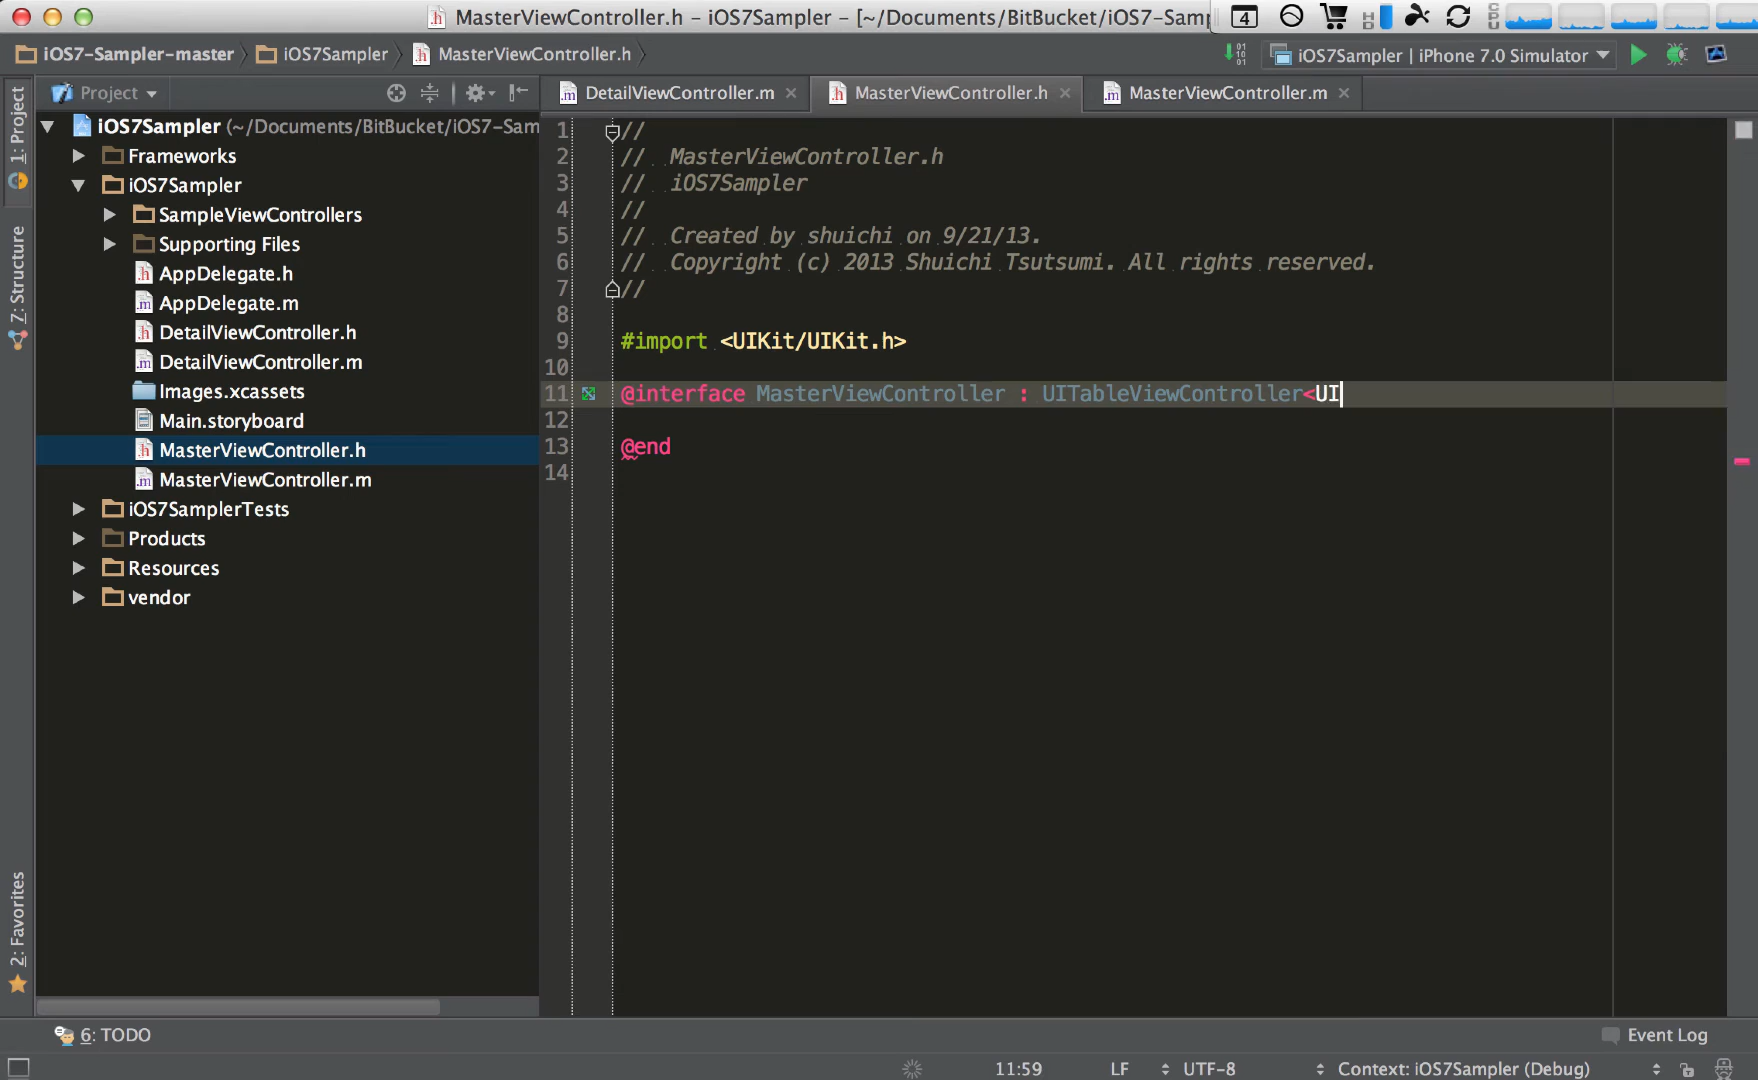 MasterViewController.h – iOS7Sampler – [~/Documents/BitBucket/iOS7-Samp
4
iOS7-Sampler-master
iOS7Sampler
MasterViewController.h
iOS7Sampler | iPhone 7.0 Simulator
1: Project
7: Structure
2: Favorites
Project
iOS7Sampler (~/Documents/BitBucket/iOS7-Sam
Frameworks
iOS7Sampler
SampleViewControllers
Supporting Files
AppDelegate.h
AppDelegate.m
DetailViewController.h
DetailViewController.m
Images.xcassets
Main.storyboard
MasterViewController.h
MasterViewController.m
iOS7SamplerTests
Products
Resources
vendor
DetailViewController.m
MasterViewController.h
MasterViewController.m
1 //
2 // MasterViewController.h
3 // iOS7Sampler
4 //
5 // Created by shuichi on 9/21/13.
6 // Copyright (c) 2013 Shuichi Tsutsumi. All rights reserved.
7 //
8
9 #import <UIKit/UIKit.h>
10
11 @interface MasterViewController : UITableViewController<UI
12
13 @end
14
6: TODO
Event Log
11:59
LF
UTF-8
Context: iOS7Sampler (Debug)